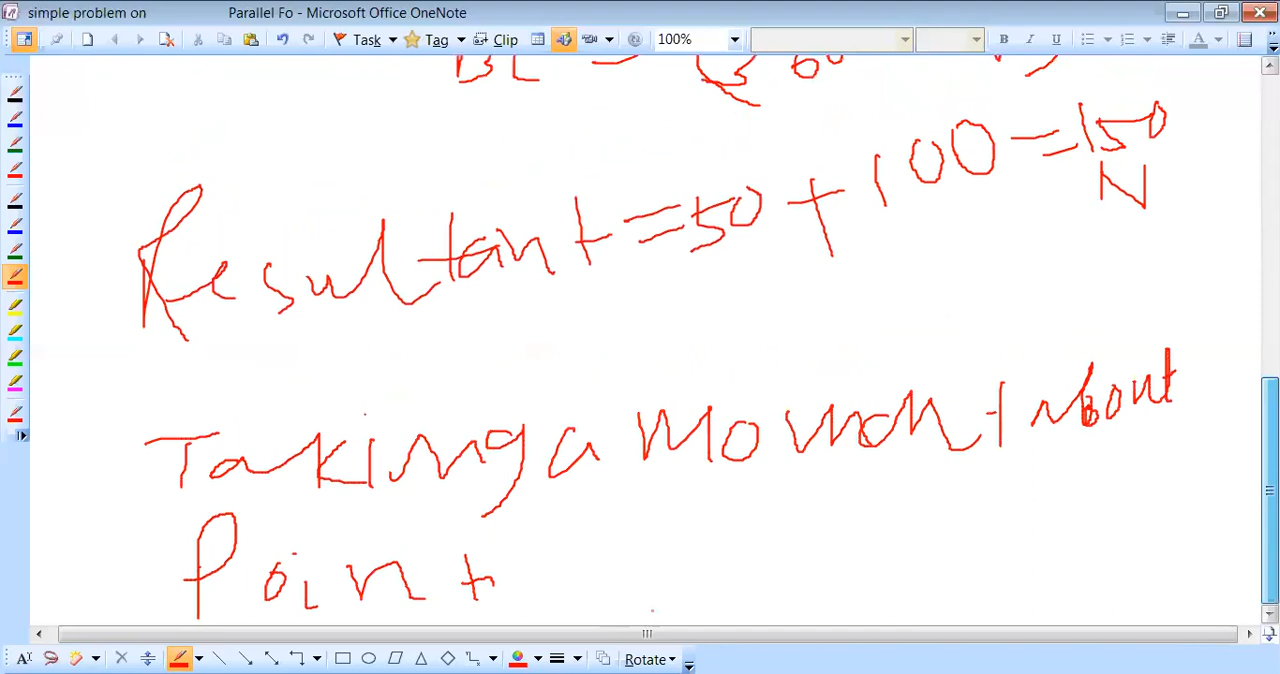 simple problem on Parallel Fo - Microsoft Office OneNote
Task Tag Clip 100% B I U A
Resultant = 50 + 100 = 150
N
Taking a Moment about
Point
A Rotate